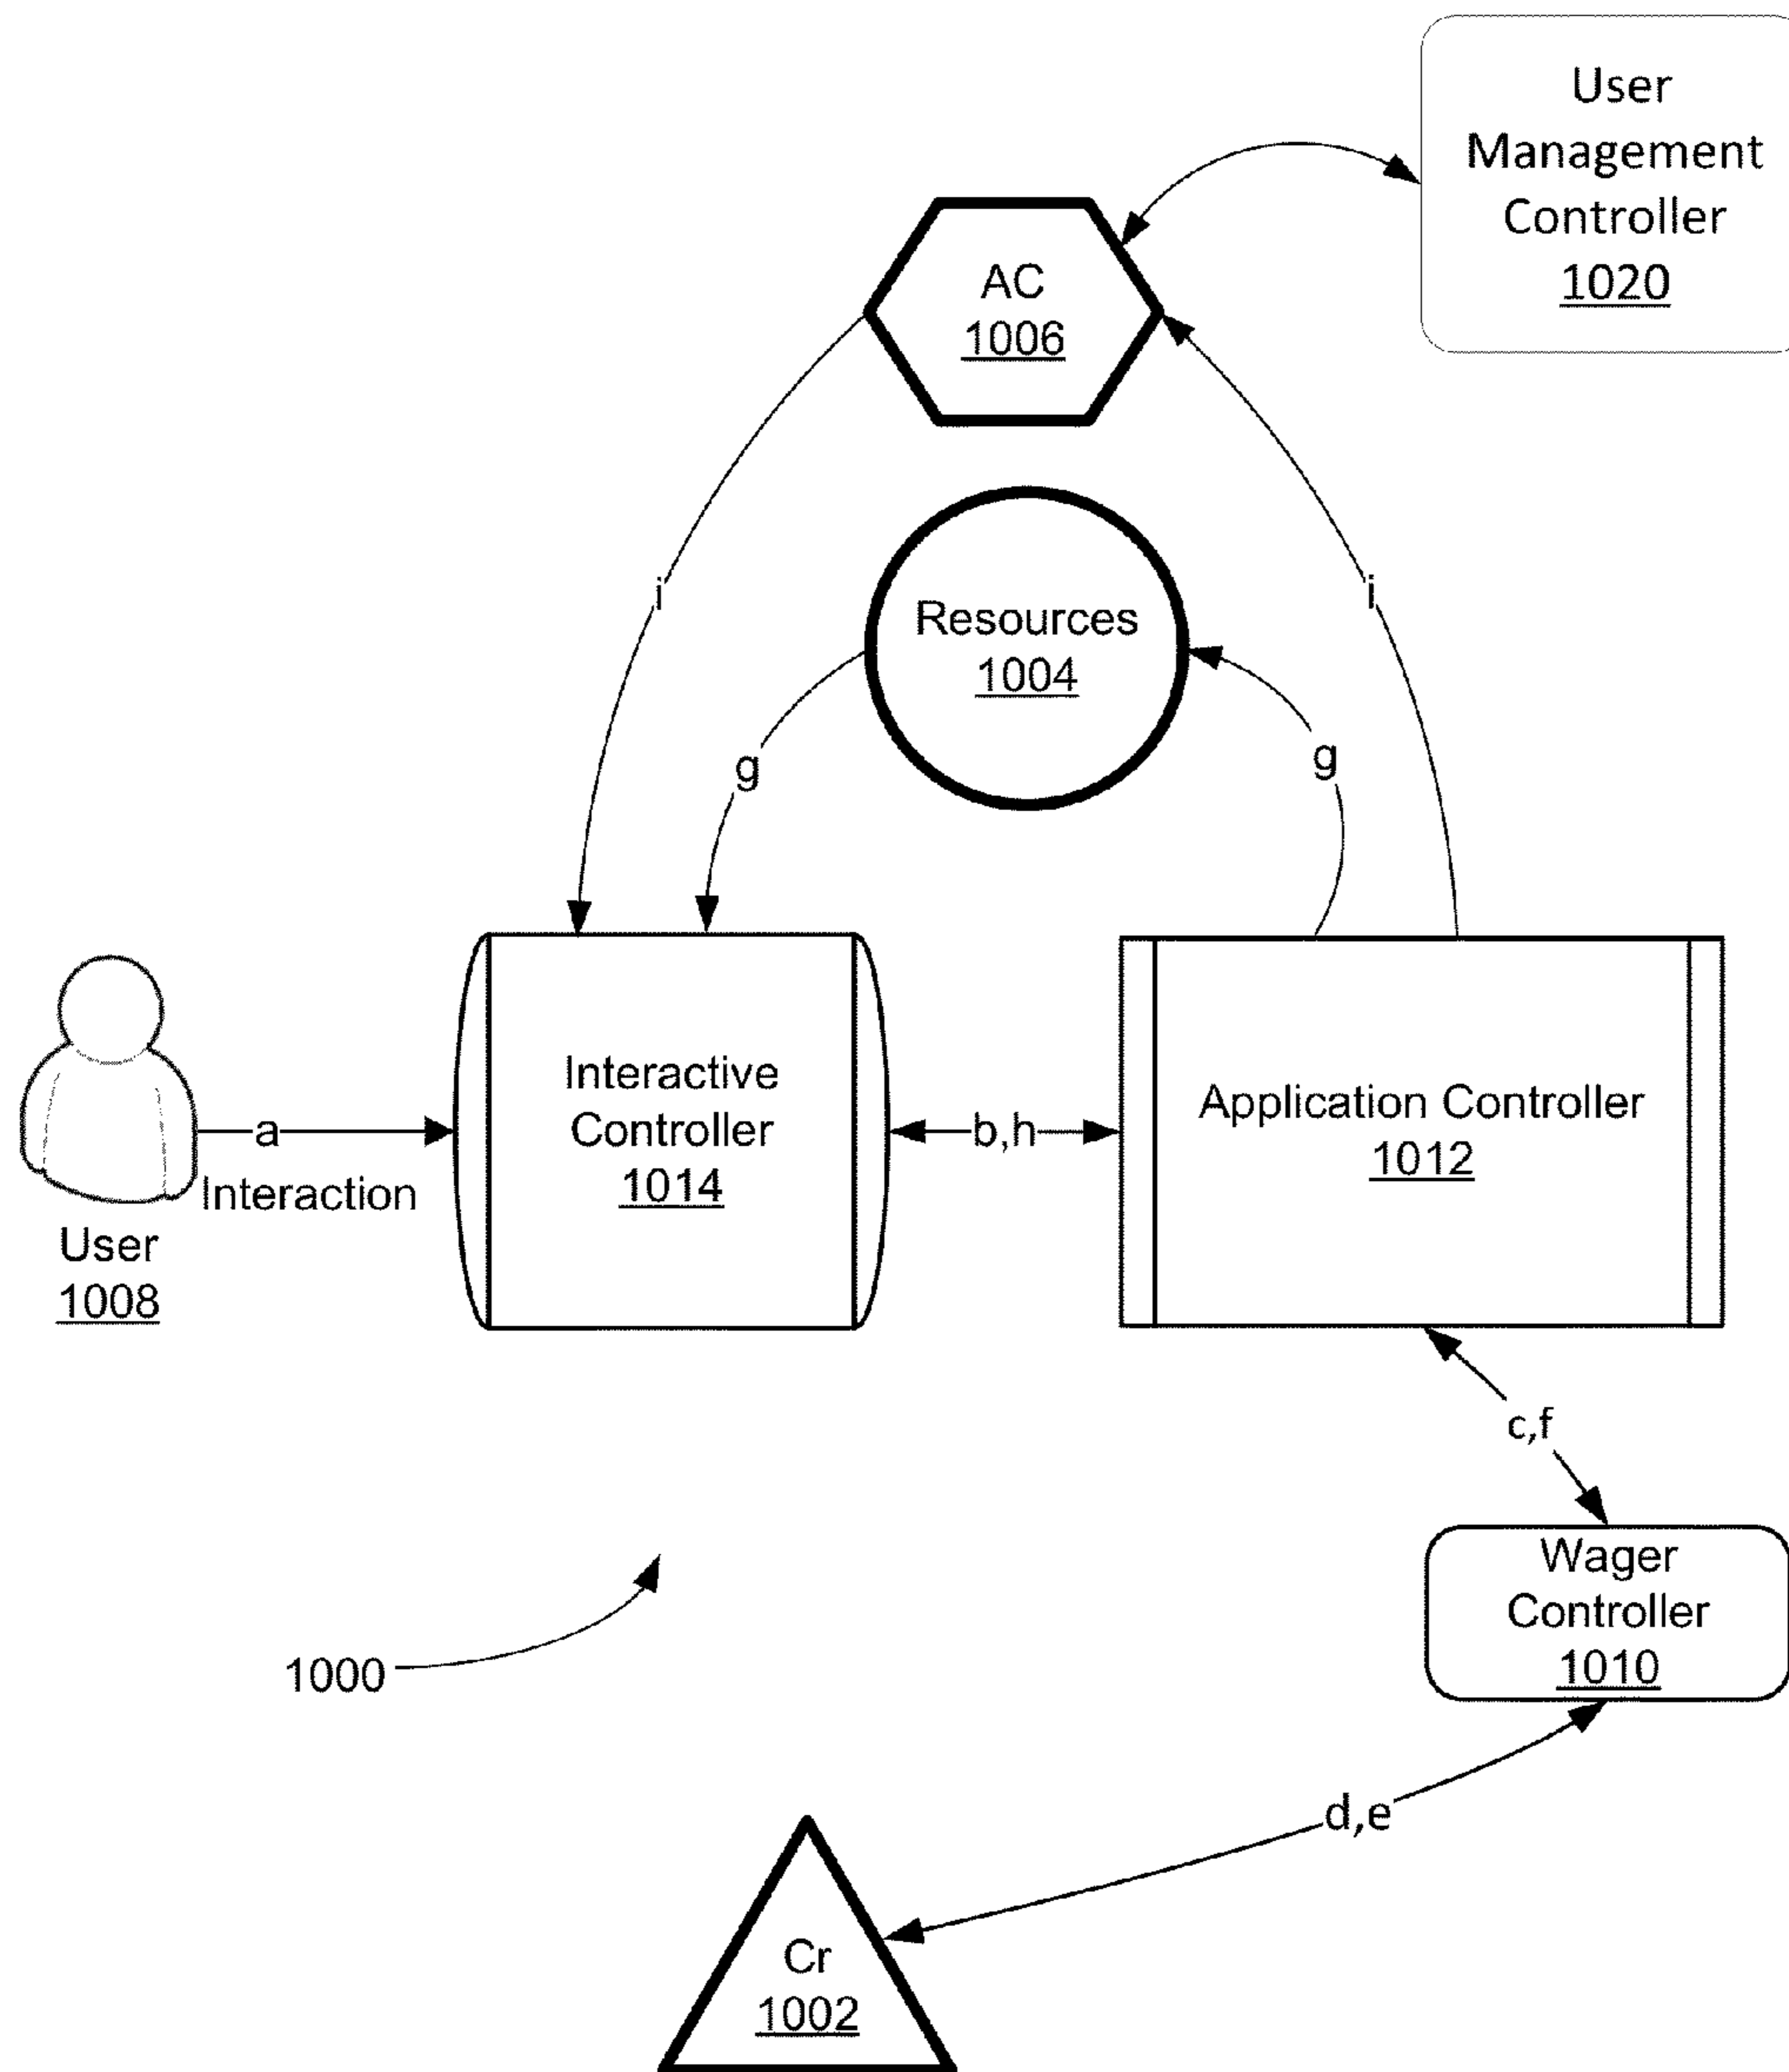 User
Management
Controller
1020
AC
1006
i
i
Resources
1004
g
g
Interactive
Controller
1014
Application Controller
1012
a
b,h
Interaction
User
1008
c,f
Wager
Controller
1010
1000
d,e
Cr
1002